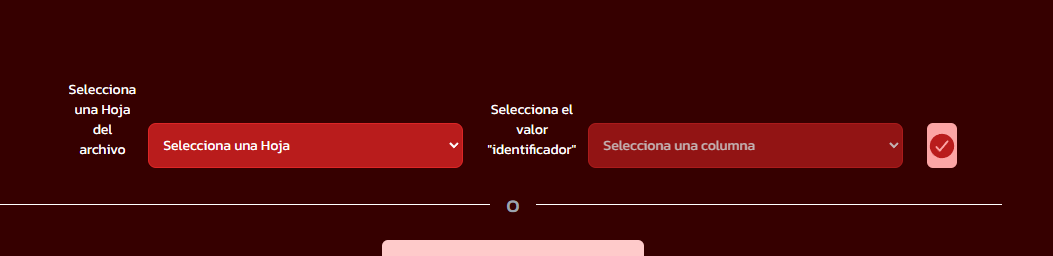 Selecciona
una Hoja
del
archivo
Selecciona una Hoja
Selecciona el
valor
"identificador"
Selecciona una columna
O